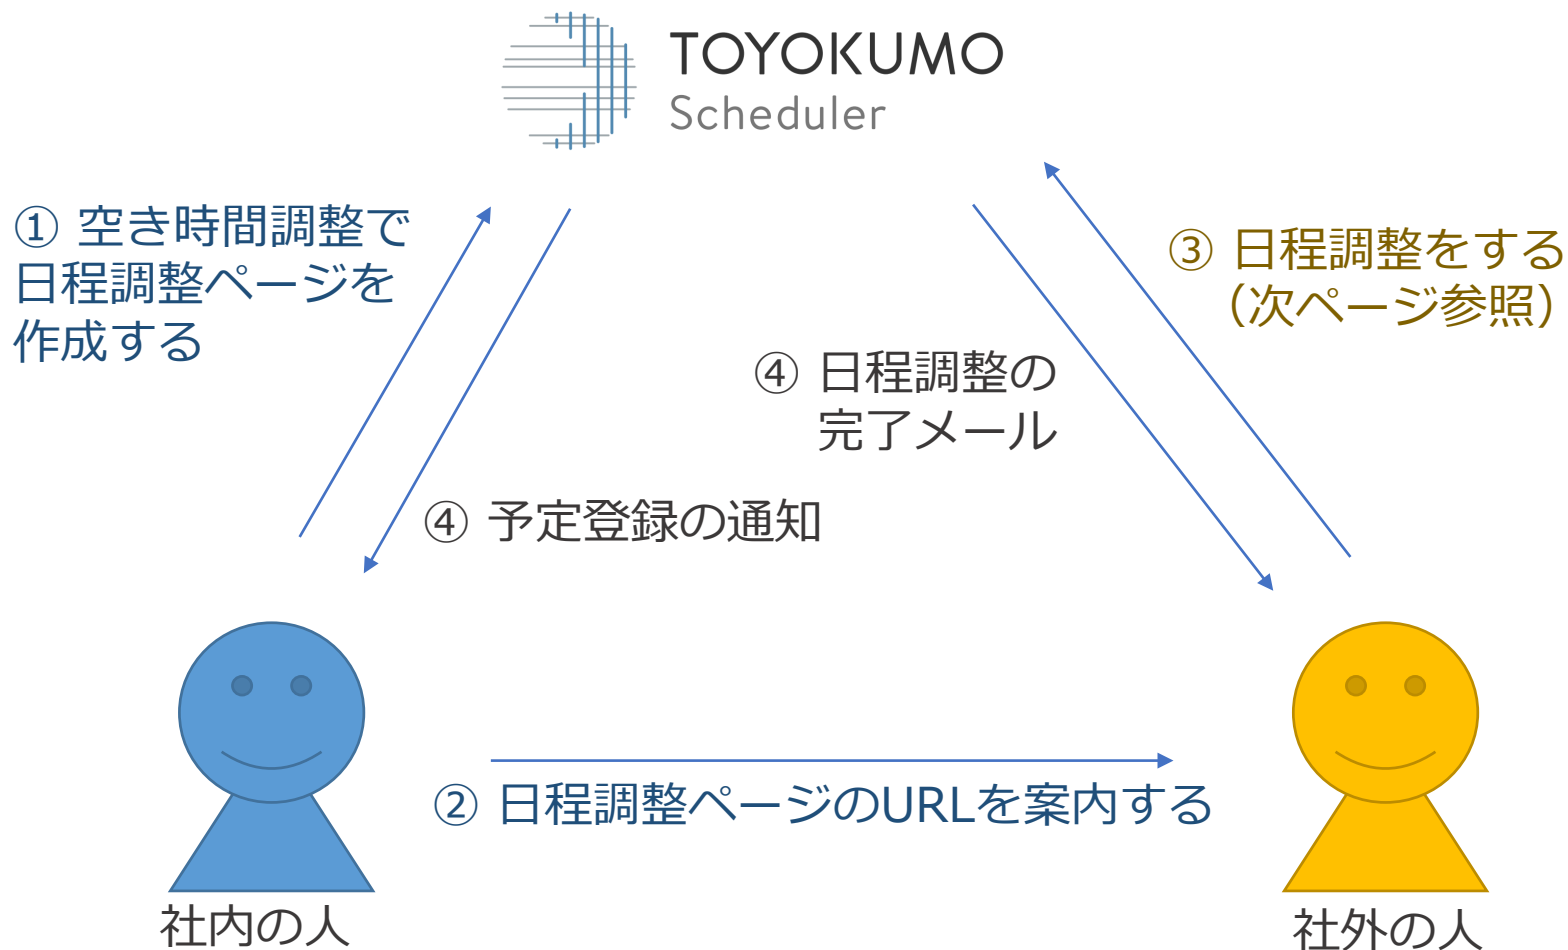 TOYOKUMO
Scheduler
① 空き時間調整で
日程調整ページを
作成する
③ 日程調整をする
（次ページ参照）
④ 日程調整の
完了メール
④ 予定登録の通知
② 日程調整ページのURLを案内する
社内の人
社外の人